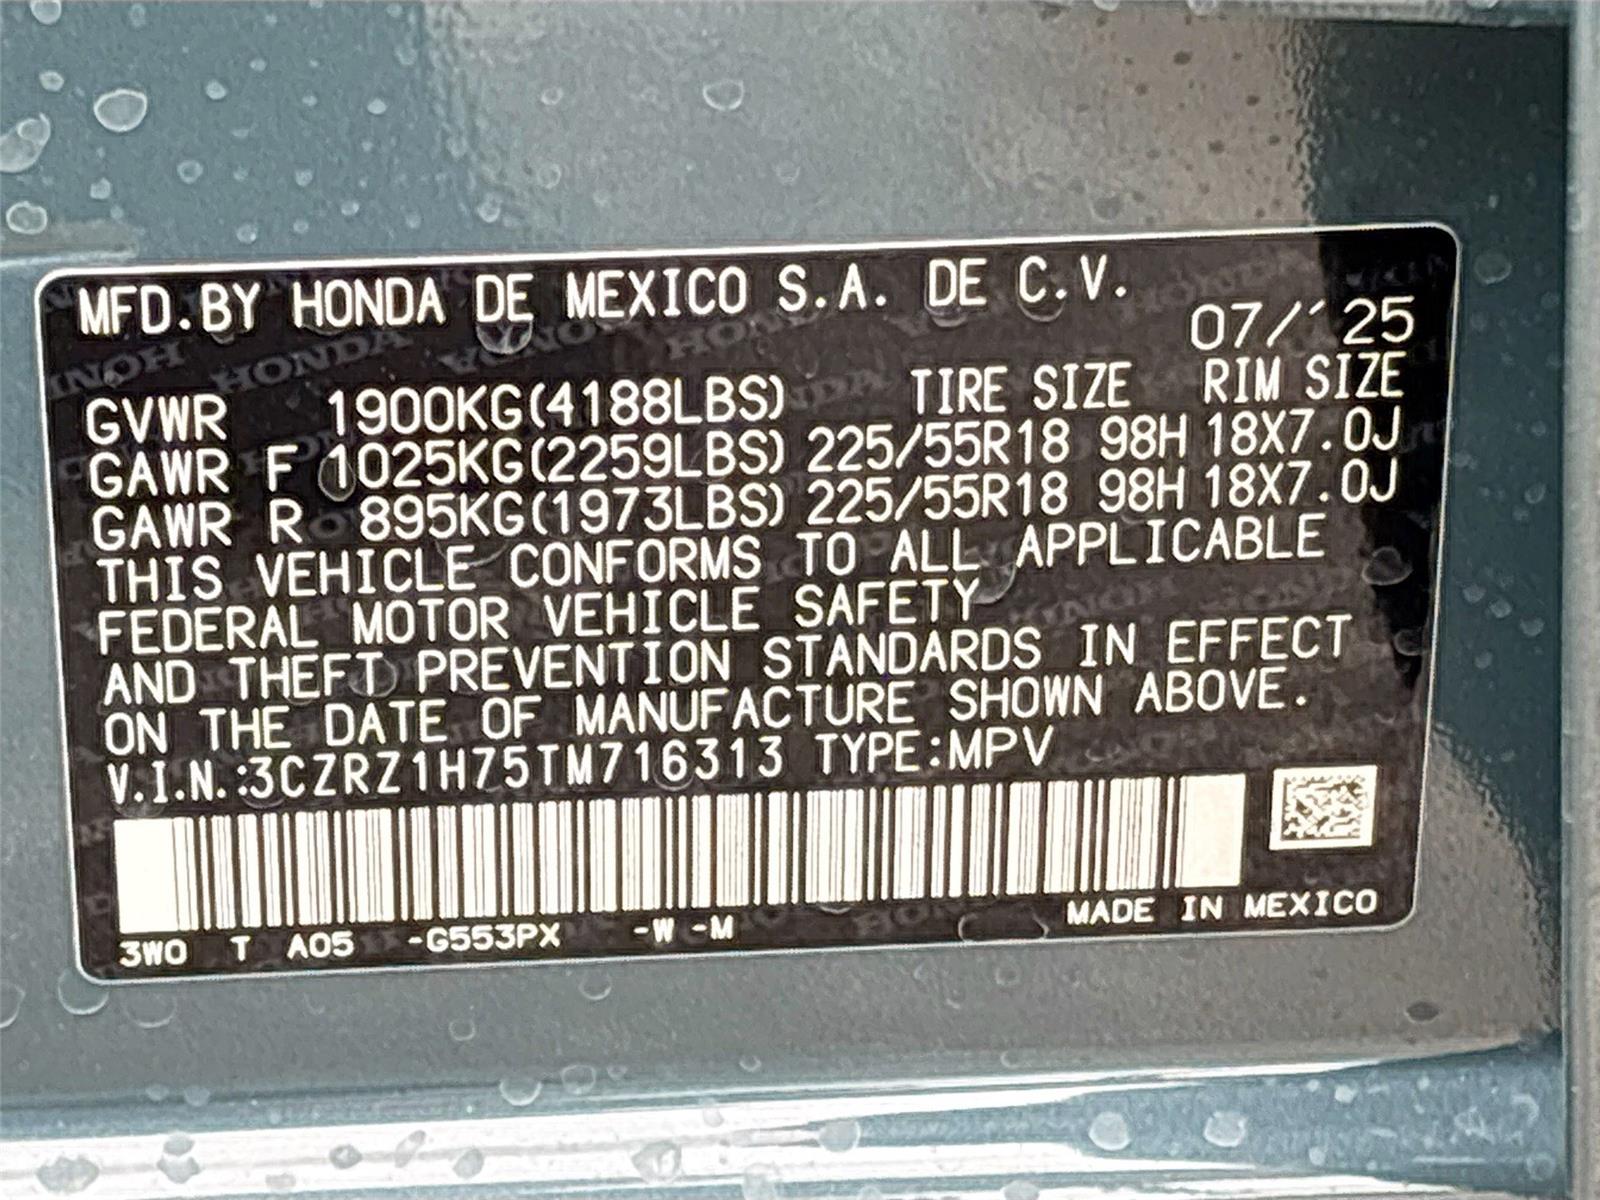 MFD.BY HONDA DE MEXICO S.A. DE C.V.
07/'25
TIRE SIZE RIM SIZE
GVWR 1900KG(4188LBS)
GAWR F 1025KG(2259LBS) 225/55R18 98H 18X7.0J
GAWR R 895KG(1973LBS) 225/55R18 98H 18X7.0J
THIS VEHICLE CONFORMS TO ALL APPLICABLE
FEDERAL MOTOR VEHICLE SAFETY
AND THEFT PREVENTION STANDARDS IN EFFECT
ON THE DATE OF MANUFACTURE SHOWN ABOVE.
V.I.N.:3CZRZ1H75TM716313 TYPE:MPV
3W0 T A05 -G553PX -W -M
MADE IN MEXICO